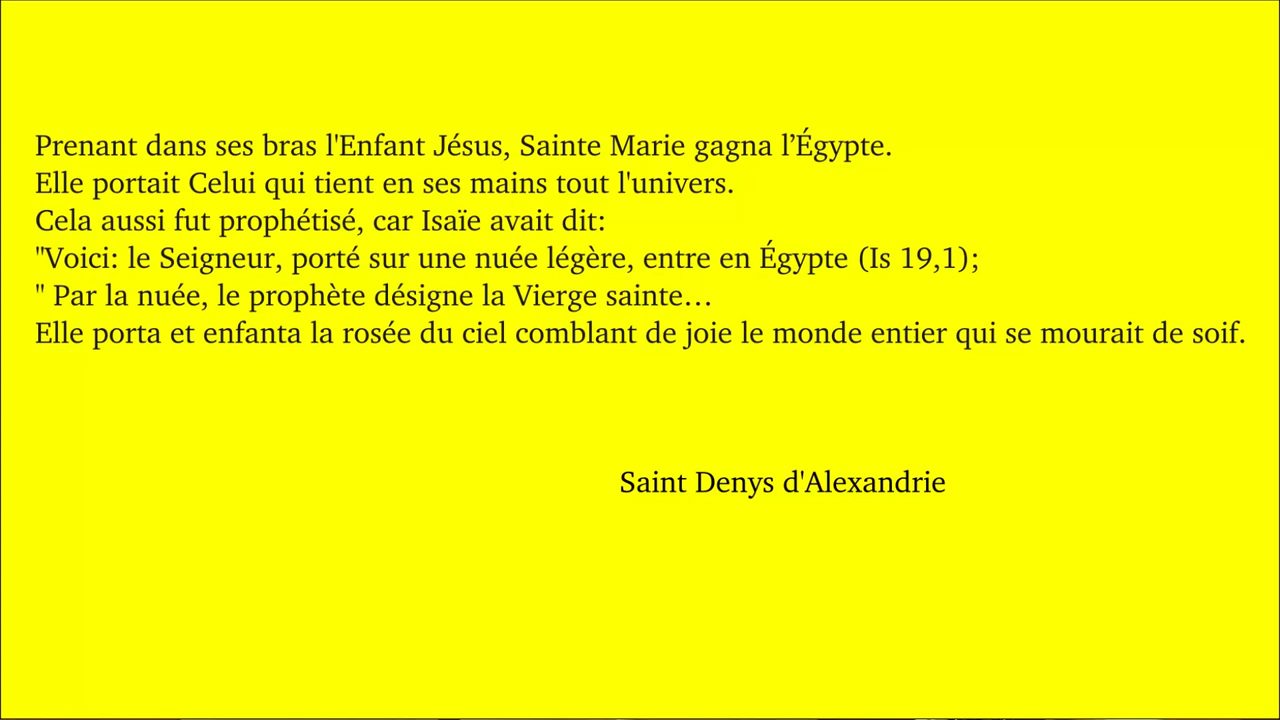 Prenant dans ses bras l'Enfant Jésus, Sainte Marie gagna l’Égypte.
Elle portait Celui qui tient en ses mains tout l'univers.
Cela aussi fut prophétisé, car Isaïe avait dit:
"Voici: le Seigneur, porté sur une nuée légère, entre en Égypte (Is 19,1);
" Par la nuée, le prophète désigne la Vierge sainte…
Elle porta et enfanta la rosée du ciel comblant de joie le monde entier qui se mourait de soif.
Saint Denys d'Alexandrie